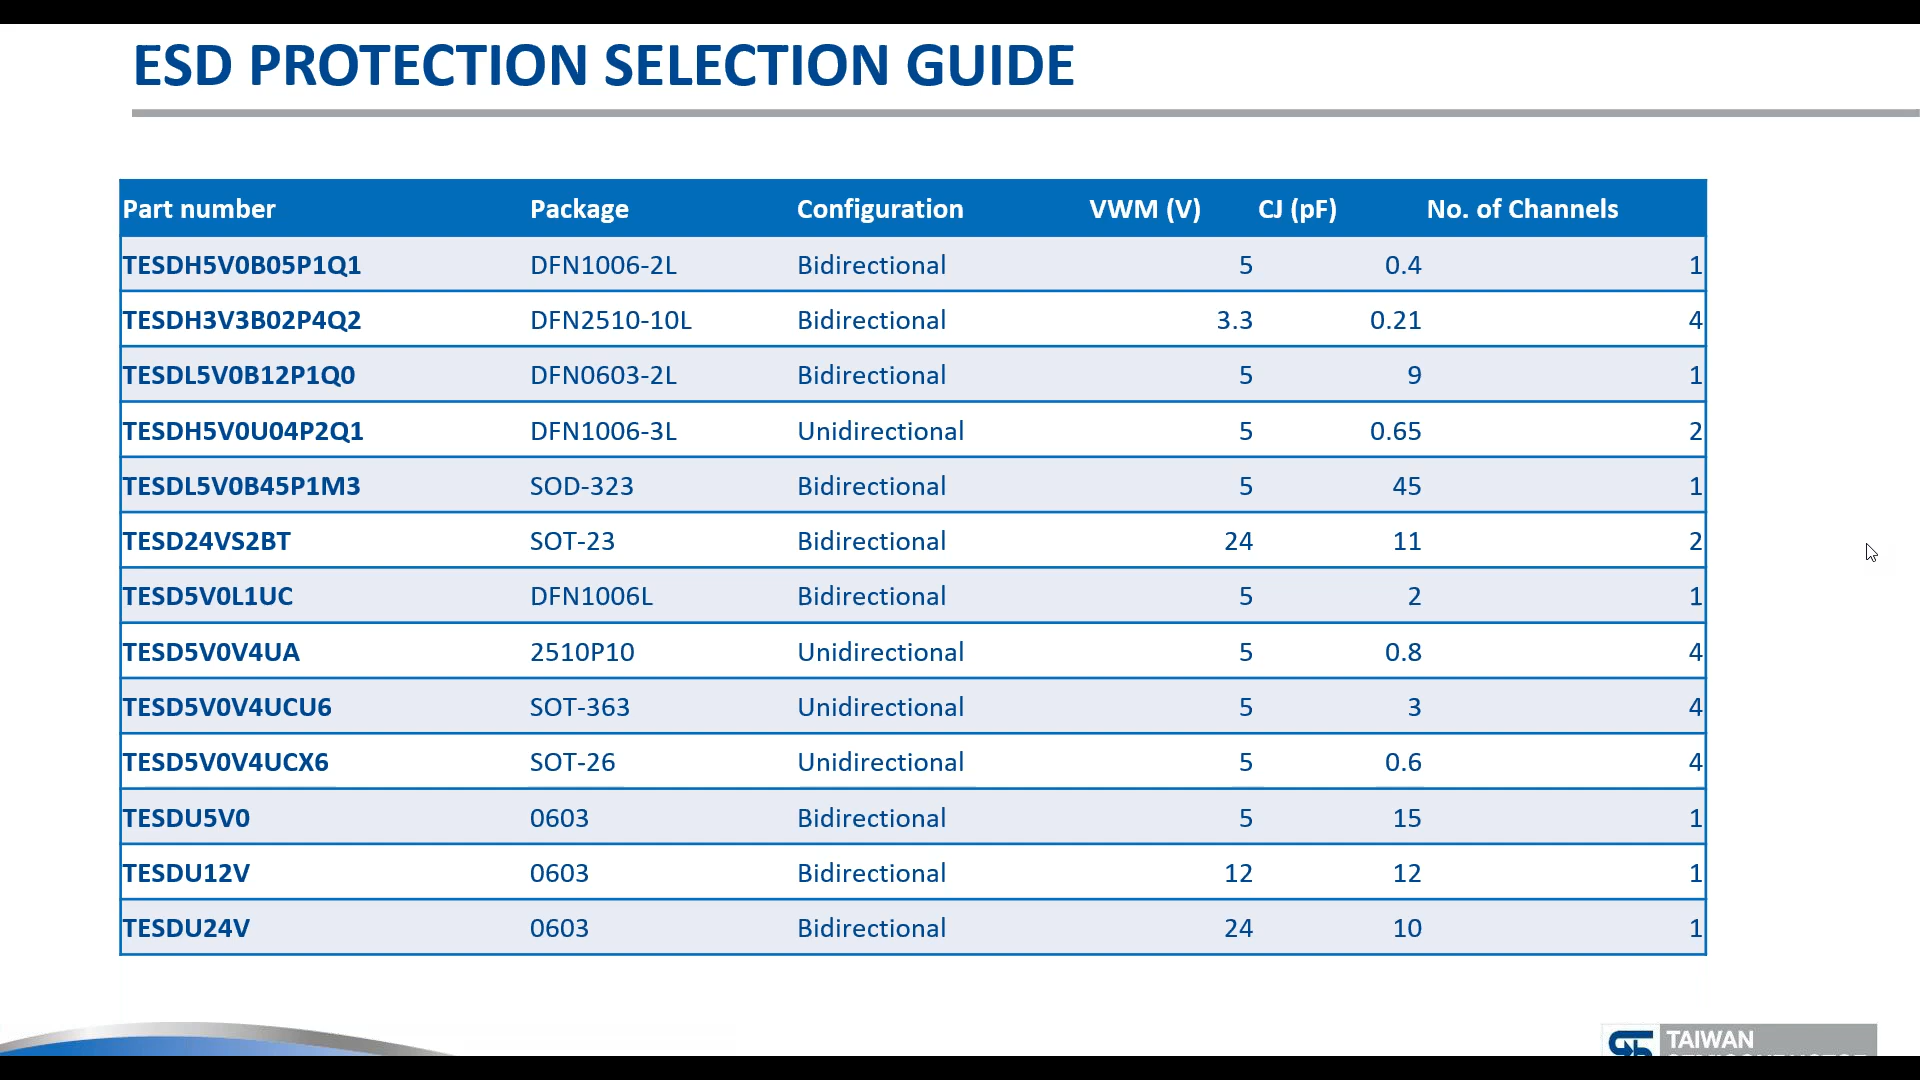 ESD PROTECTION SELECTION GUIDE
Part number Package Configuration VWM (V) CJ (pF) No. of Channels
TESDH5V0B05P1Q1 DFN1006-2L Bidirectional 5 0.4 1
TESDH3V3B02P4Q2 DFN2510-10L Bidirectional 3.3 0.21 4
TESDL5V0B12P1Q0 DFN0603-2L Bidirectional 5 9 1
TESDH5V0U04P2Q1 DFN1006-3L Unidirectional 5 0.65 2
TESDL5V0B45P1M3 SOD-323 Bidirectional 5 45 1
TESD24VS2BT SOT-23 Bidirectional 24 11 2
TESD5V0L1UC DFN1006L Bidirectional 5 2 1
TESD5V0V4UA 2510P10 Unidirectional 5 0.8 4
TESD5V0V4UCU6 SOT-363 Unidirectional 5 3 4
TESD5V0V4UCX6 SOT-26 Unidirectional 5 0.6 4
TESDU5V0 0603 Bidirectional 5 15 1
TESDU12V 0603 Bidirectional 12 12 1
TESDU24V 0603 Bidirectional 24 10 1
TAIWAN